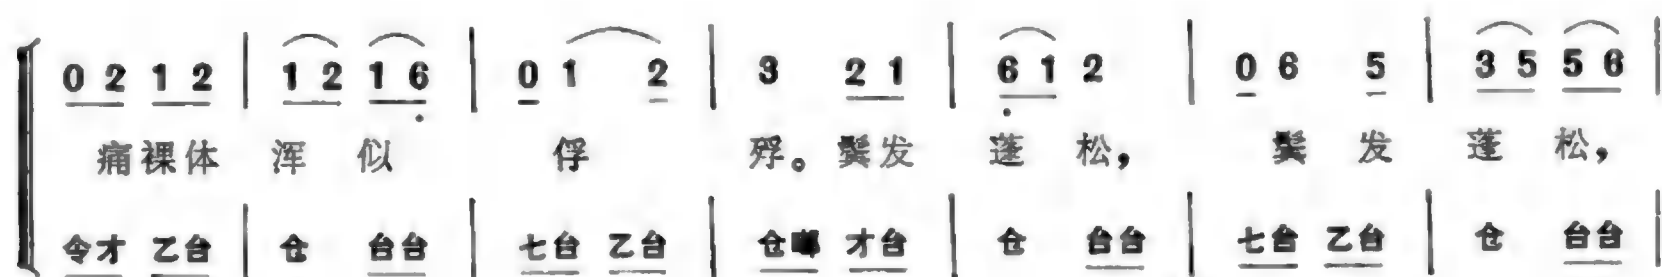 0 2 1 2 | 1 2 1 6 | 0 1 2 | 3 2 1 | 6 1 2 | 0 6 5 | 3 5 5 6 |
痛裸体 浑 似 俘 殍。鬓发 蓬 松， 鬓 发 蓬 松，
令才 乙台 | 仓 台台 | 七台 乙台 | 仓 才台 | 仓 台台 | 七台 乙台 | 仓 台台 |